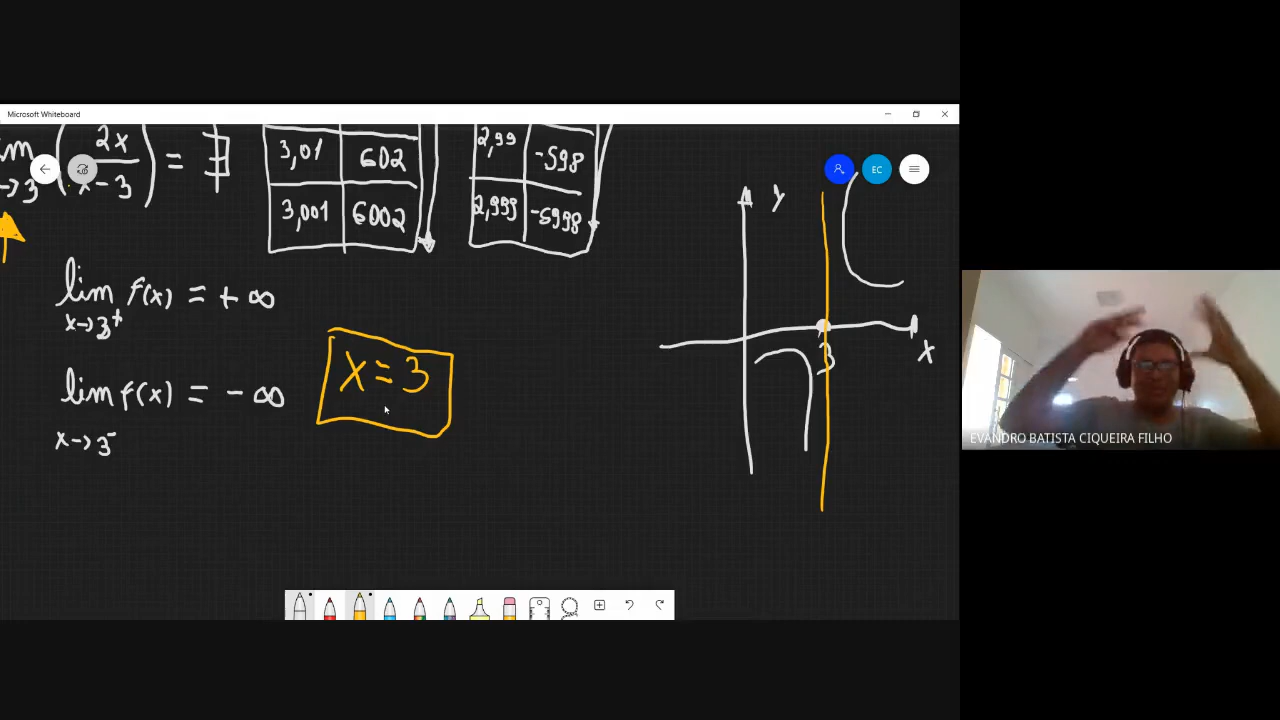 Microsoft Whiteboard
lim ( 2x / x-3 ) = ∄
x→3
3,01 602
3,001 6002
2,99 -598
2,999 -5998
EC
y
lim f(x) = + ∞
x→3⁺
x = 3
3
x
lim f(x) = - ∞
x→3⁻
EVANDRO BATISTA CIQUEIRA FILHO